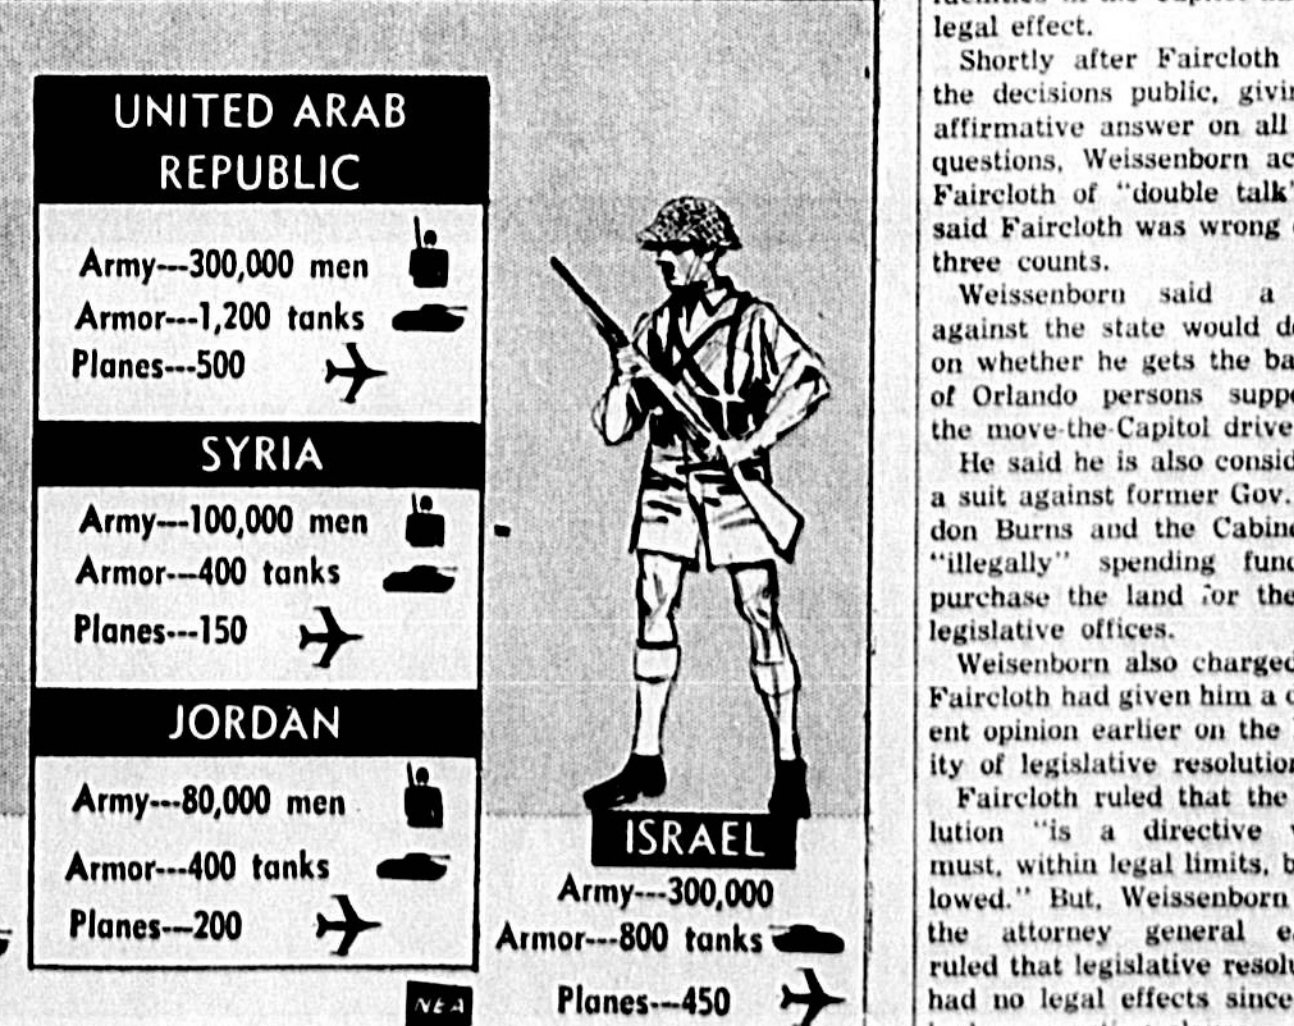 UNITED ARAB
REPUBLIC
Army---300,000 men
Armor---1,200 tanks
Planes---500
SYRIA
Army---100,000 men
Armor---400 tanks
Planes---150
JORDAN
Army---80,000 men
Armor---400 tanks
Planes---200
NEA
ISRAEL
Army---300,000
Armor---800 tanks
Planes---450
legal effect.
Shortly after Faircloth
the decisions public, givin
affirmative answer on all
questions, Weissenborn ac
Faircloth of "double talk"
said Faircloth was wrong
three counts.
Weissenborn said a
against the state would de
on whether he gets the ba
of Orlando persons suppo
the move-the-Capitol drive
He said he is also consid
a suit against former Gov.
don Burns and the Cabine
"illegally" spending fund
purchase the land for the
legislative offices.
Weisenborn also charged
Faircloth had given him a
ent opinion earlier on the
ity of legislative resolution
Faircloth ruled that the
lution "is a directive
must, within legal limits, b
lowed." But, Weissenborn
the attorney general e
ruled that legislative resolu
had no legal effects since